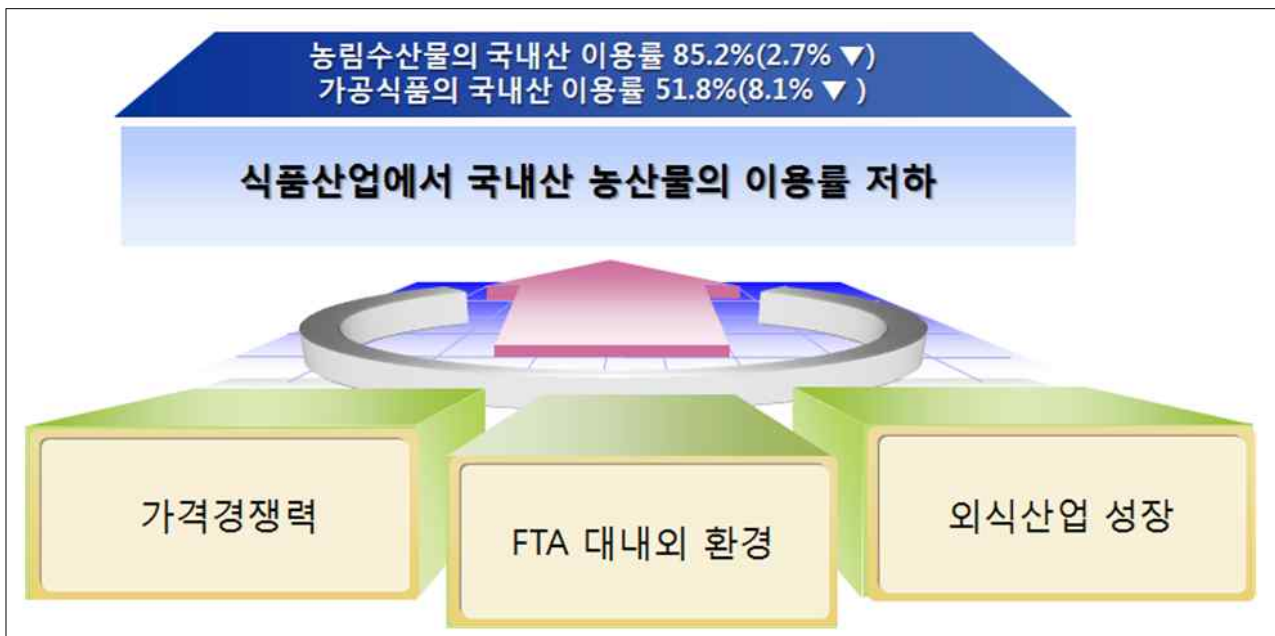 농림수산물의 국내산 이용률 85.2%(2.7% ▼)
가공식품의 국내산 이용률 51.8%(8.1% ▼ )
식품산업에서 국내산 농산물의 이용률 저하
가격경쟁력
FTA 대내외 환경
외식산업 성장